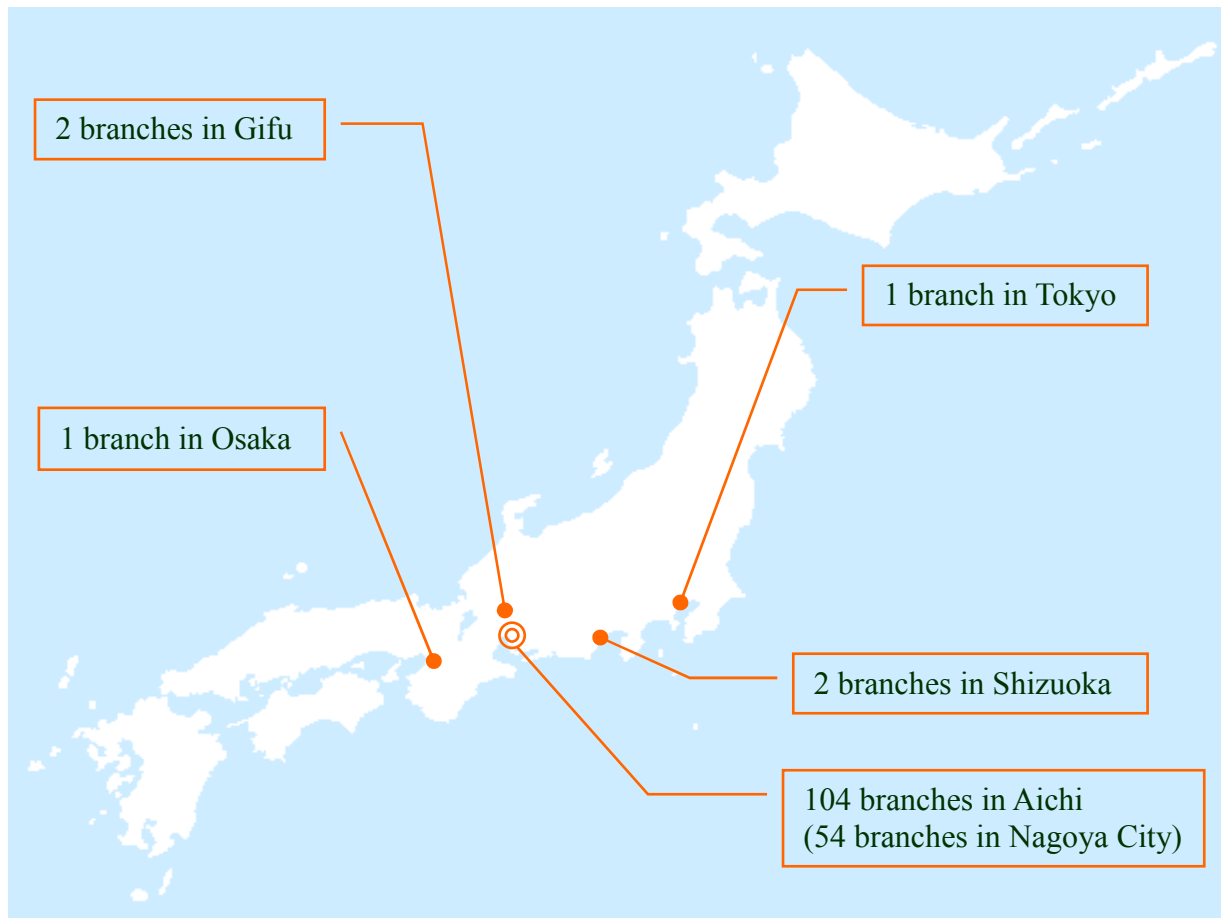 2 branches in Gifu
1 branch in Tokyo
1 branch in Osaka
2 branches in Shizuoka
104 branches in Aichi
(54 branches in Nagoya City)